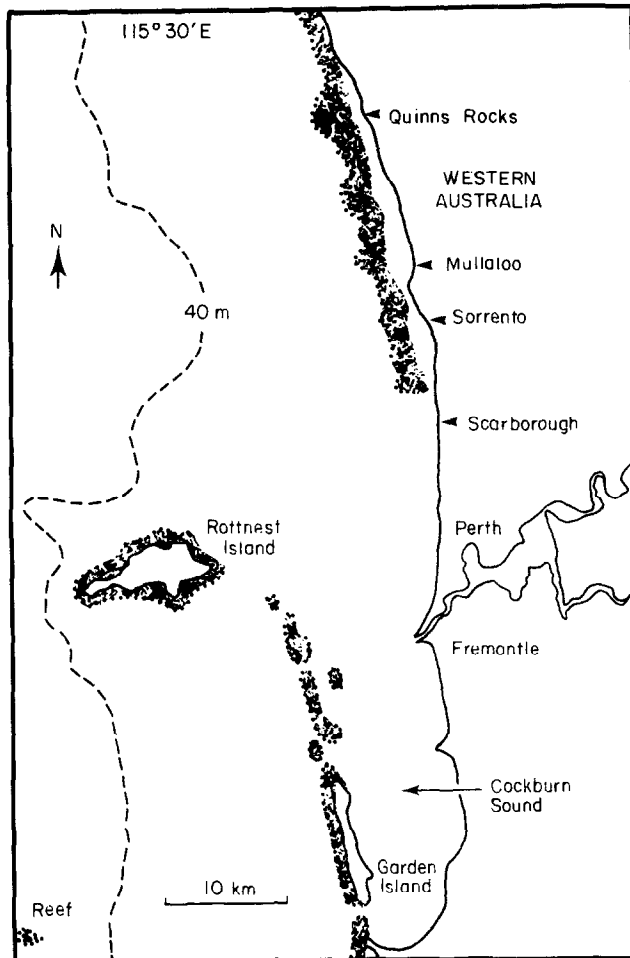 115° 30' E
Quinns Rocks
WESTERN
AUSTRALIA
N
Mullaloo
40 m
Sorrento
Scarborough
Rottnest
Island
Perth
Fremantle
Cockburn
Sound
Garden
Island
10 km
Reef